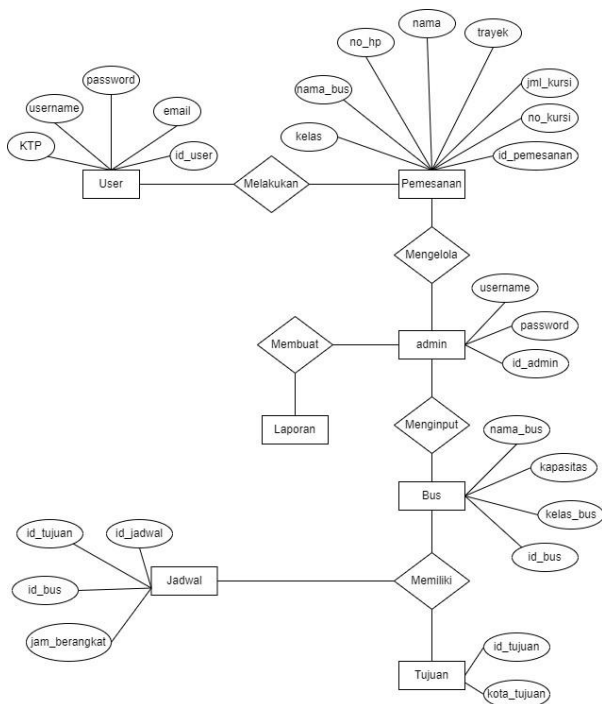 nama
no_hp
trayek
password
jml_kursi
nama_bus
username
email
no_kursi
kelas
KTP
id_user
id_pemesanan
User
Melakukan
Pemesanan
Mengelola
username
password
Membuat
admin
id_admin
Laporan
Menginput
nama_bus
kapasitas
Bus
kelas_bus
id_tujuan
id_jadwal
id_bus
Jadwal
Memiliki
id_bus
jam_berangkat
id_tujuan
Tujuan
kota_tujuan